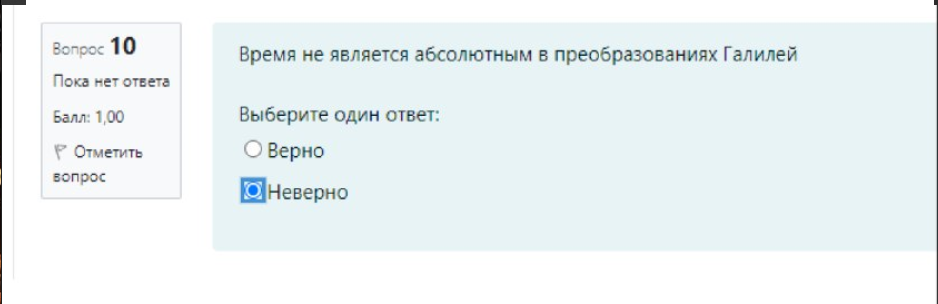 Вопрос 10
Пока нет ответа
Балл: 1,00
Отметить
вопрос
Время не является абсолютным в преобразованиях Галилей
Выберите один ответ:
Верно
Неверно